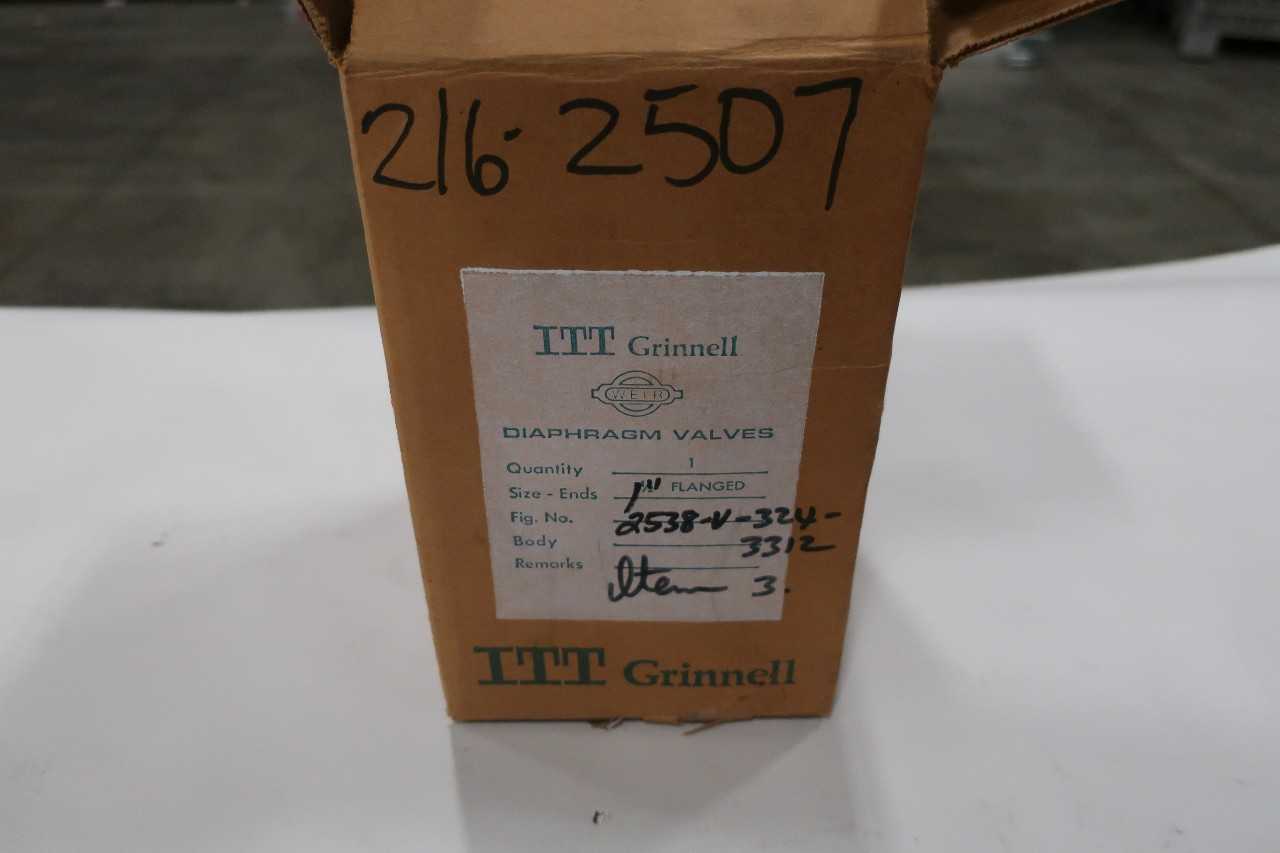 216-2507
ITT Grinnell
WEIR
DIAPHRAGM VALVES
Quantity 1
Size - Ends 1" FLANGED
Fig. No. 2538-V-324-
Body 3312
Remarks Item 3.
ITT Grinnell